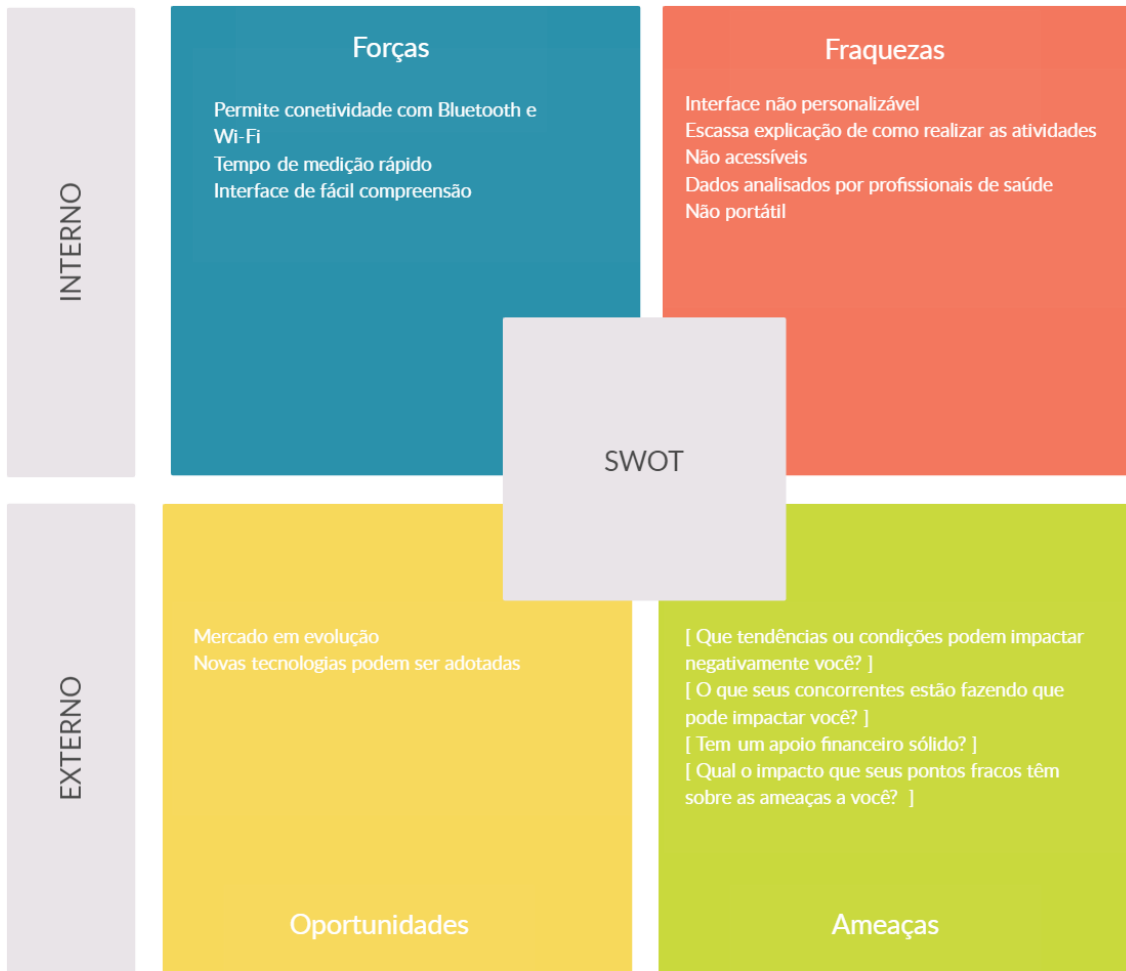 INTERNO
Forças
Permite conetividade com Bluetooth e
Wi-Fi
Tempo de medição rápido
Interface de fácil compreensão
Fraquezas
Interface não personalizável
Escassa explicação de como realizar as atividades
Não acessíveis
Dados analisados por profissionais de saúde
Não portátil
SWOT
EXTERNO
Mercado em evolução
Novas tecnologias podem ser adotadas
Oportunidades
[ Que tendências ou condições podem impactar
negativamente você? ]
[ O que seus concorrentes estão fazendo que
pode impactar você? ]
[ Tem um apoio financeiro sólido? ]
[ Qual o impacto que seus pontos fracos têm
sobre as ameaças a você?  ]
Ameaças